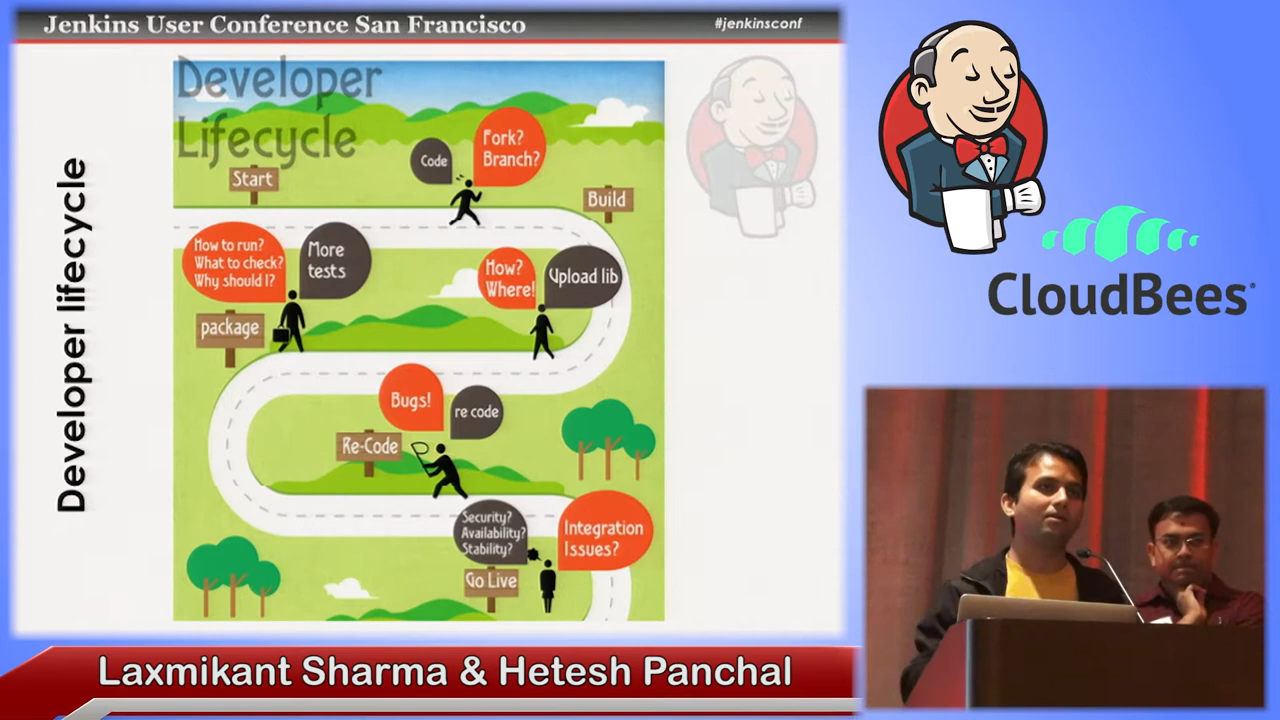 Jenkins User Conference San Francisco
#jenkinsconf
Developer lifecycle
Developer
Lifecycle
Start
Code
Fork?
Branch?
Build
How to run?
What to check?
Why should I?
More
tests
How?
Where!
Upload lib
package
Bugs!
re code
Re-Code
Security?
Availability?
Stability?
Integration
Issues?
Go Live
CloudBees
Laxmikant Sharma & Hetesh Panchal